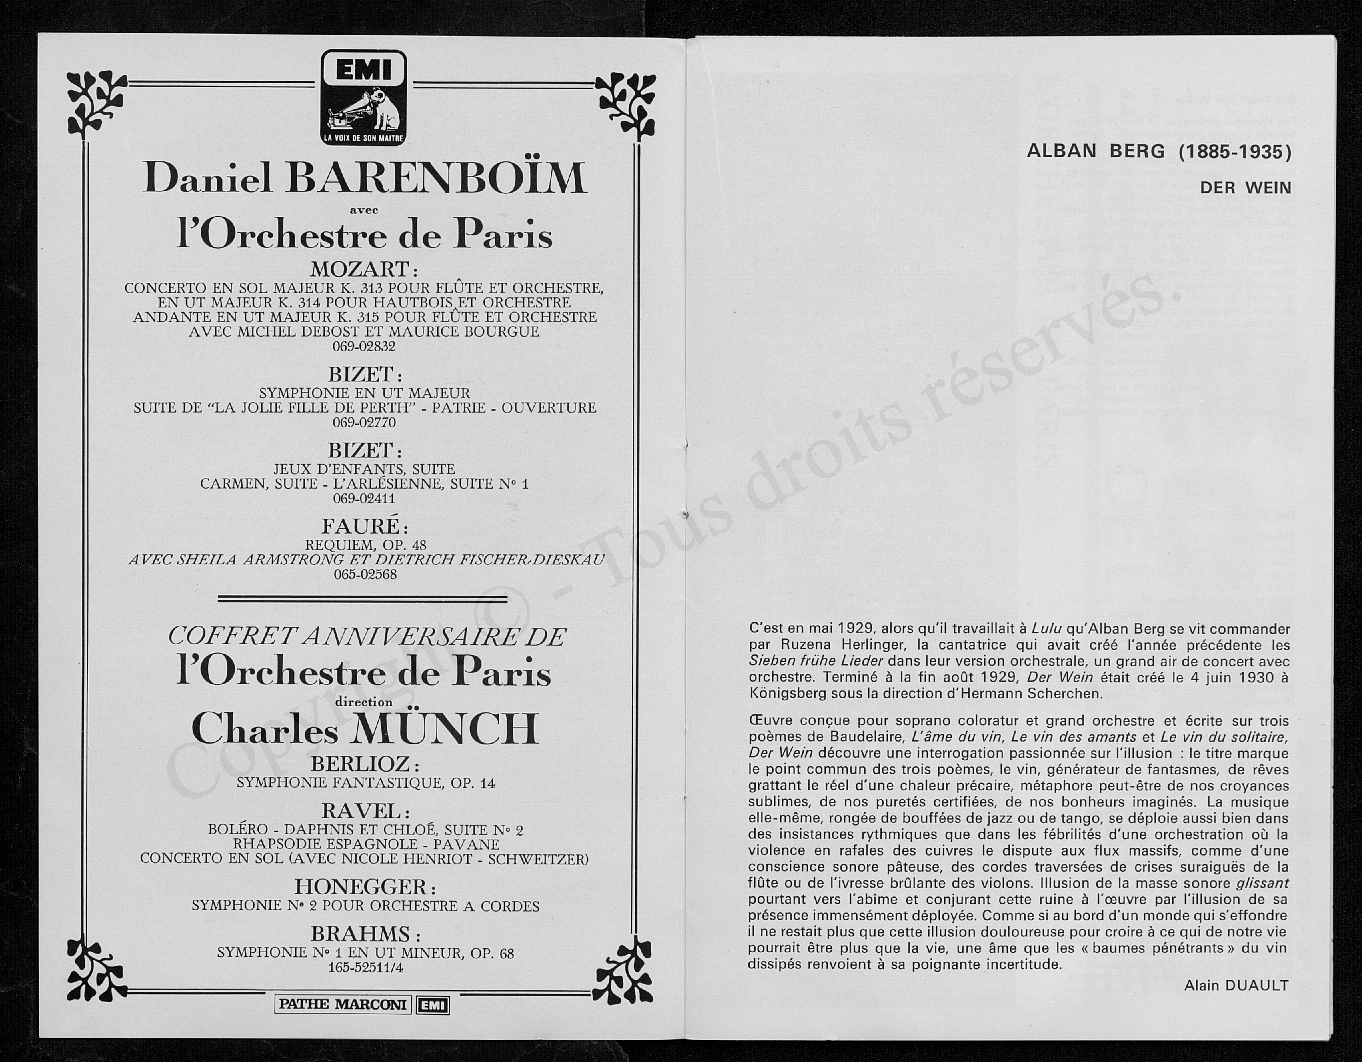 EMI
LA VOIX DE SON MAITRE
Daniel BARENBOÏM
avec
l'Orchestre de Paris
MOZART :
CONCERTO EN SOL MAJEUR K. 313 POUR FLÛTE ET ORCHESTRE,
EN UT MAJEUR K. 314 POUR HAUTBOIS ET ORCHESTRE
ANDANTE EN UT MAJEUR K. 315 POUR FLÛTE ET ORCHESTRE
AVEC MICHEL DEBOST ET MAURICE BOURGUE
069-02832
BIZET :
SYMPHONIE EN UT MAJEUR
SUITE DE "LA JOLIE FILLE DE PERTH" - PATRIE - OUVERTURE
069-02770
BIZET :
JEUX D'ENFANTS, SUITE
CARMEN, SUITE - L'ARLÉSIENNE, SUITE Nº 1
069-02411
FAURÉ :
REQUIEM, OP. 48
AVEC SHEILA ARMSTRONG ET DIETRICH FISCHER-DIESKAU
065-02568
COFFRET ANNIVERSAIRE DE
l'Orchestre de Paris
direction
Charles MÜNCH
BERLIOZ :
SYMPHONIE FANTASTIQUE, OP. 14
RAVEL :
BOLÉRO - DAPHNIS ET CHLOÉ, SUITE Nº 2
RHAPSODIE ESPAGNOLE - PAVANE
CONCERTO EN SOL (AVEC NICOLE HENRIOT - SCHWEITZER)
HONEGGER :
SYMPHONIE Nº 2 POUR ORCHESTRE A CORDES
BRAHMS :
SYMPHONIE Nº 1 EN UT MINEUR, OP. 68
165-52511/4
PATHE MARCONI EMI
ALBAN BERG (1885-1935)
DER WEIN
C'est en mai 1929, alors qu'il travaillait à Lulu qu'Alban Berg se vit commander
par Ruzena Herlinger, la cantatrice qui avait créé l'année précédente les
Sieben frühe Lieder dans leur version orchestrale, un grand air de concert avec
orchestre. Terminé à la fin août 1929, Der Wein était créé le 4 juin 1930 à
Königsberg sous la direction d'Hermann Scherchen.
Œuvre conçue pour soprano coloratur et grand orchestre et écrite sur trois
poèmes de Baudelaire, L'âme du vin, Le vin des amants et Le vin du solitaire,
Der Wein découvre une interrogation passionnée sur l'illusion : le titre marque
le point commun des trois poèmes, le vin, générateur de fantasmes, de rêves
grattant le réel d'une chaleur précaire, métaphore peut-être de nos croyances
sublimes, de nos puretés certifiées, de nos bonheurs imaginés. La musique
elle-même, rongée de bouffées de jazz ou de tango, se déploie aussi bien dans
des insistances rythmiques que dans les fébrilités d'une orchestration où la
violence en rafales des cuivres le dispute aux flux massifs, comme d'une
conscience sonore pâteuse, des cordes traversées de crises suraiguës de la
flûte ou de l'ivresse brûlante des violons. Illusion de la masse sonore glissant
pourtant vers l'abîme et conjurant cette ruine à l'œuvre par l'illusion de sa
présence immensément déployée. Comme si au bord d'un monde qui s'effondre
il ne restait plus que cette illusion douloureuse pour croire à ce qui de notre vie
pourrait être plus que la vie, une âme que les « baumes pénétrants » du vin
dissipés renvoient à sa poignante incertitude.
Alain DUAULT
Copyright © - Tous droits réservés.